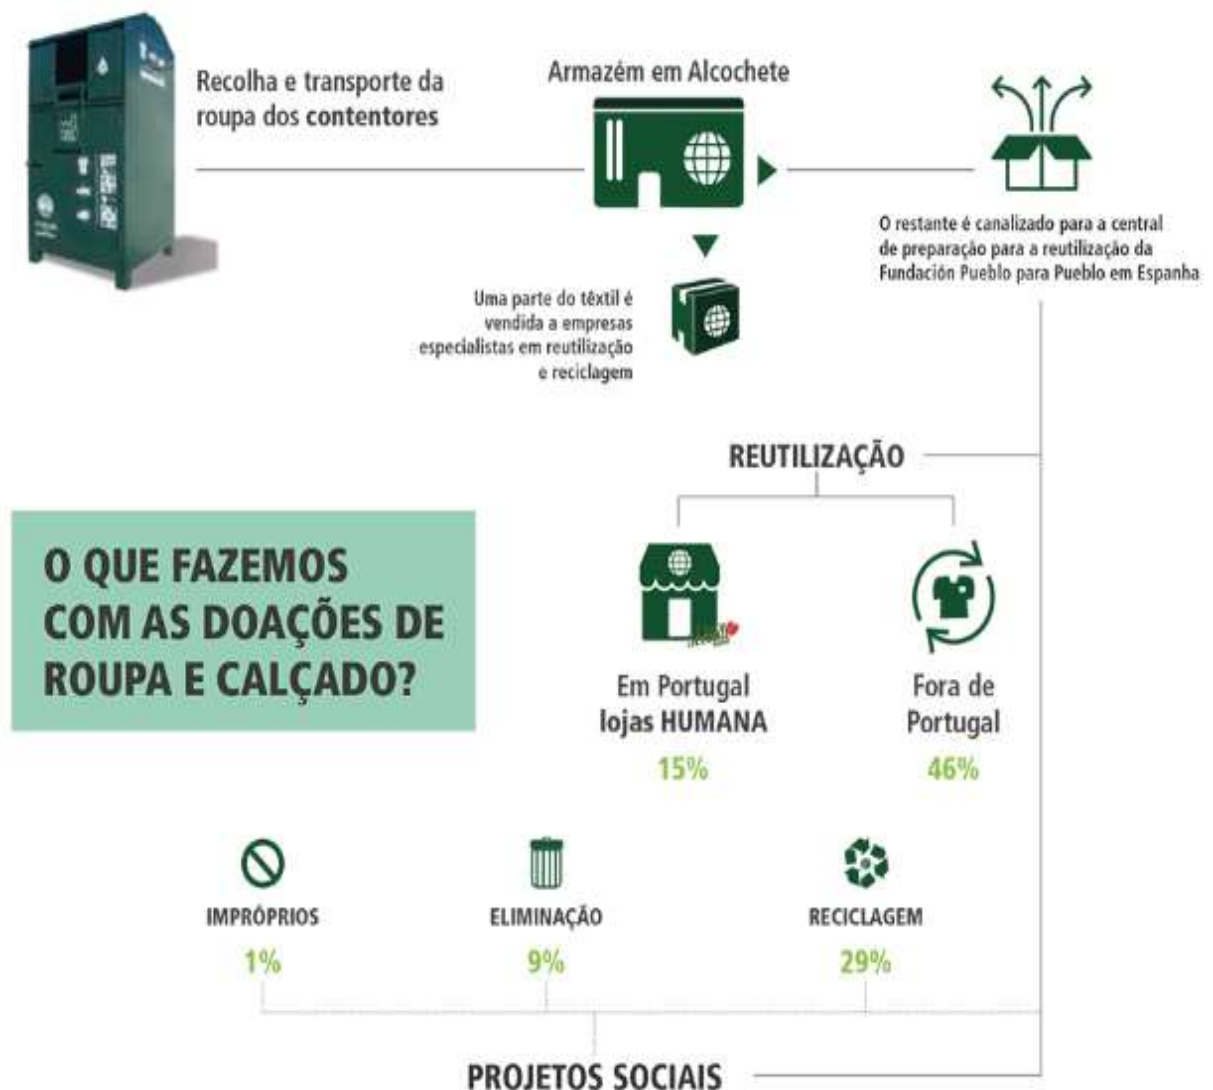 Recolha e transporte da
roupa dos contentores
Armazém em Alcochete
O restante é canalizado para a central
de preparação para a reutilização da
Fundación Pueblo para Pueblo em Espanha
Uma parte do têxtil é
vendida a empresas
especialistas em reutilização
e reciclagem
REUTILIZAÇÃO
O QUE FAZEMOS
COM AS DOAÇÕES DE
ROUPA E CALÇADO?
Em Portugal
lojas HUMANA
15%
Fora de
Portugal
46%
IMPRÓPRIOS
1%
ELIMINAÇÃO
9%
RECICLAGEM
29%
PROJETOS SOCIAIS